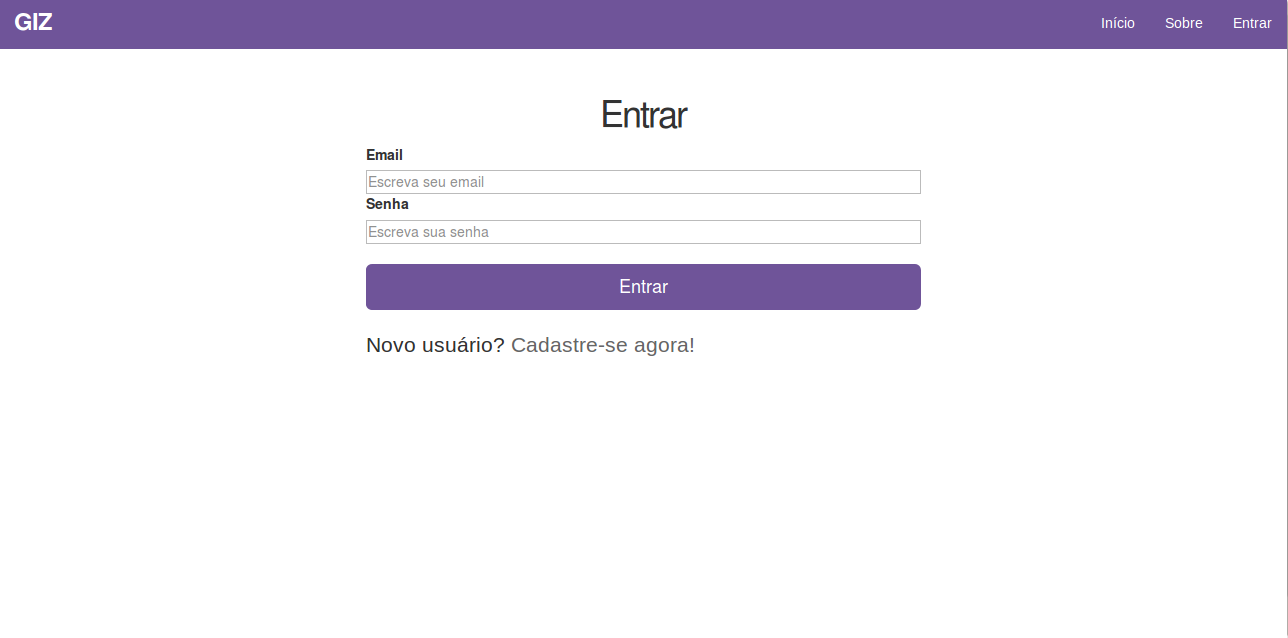 GIZ Início Sobre Entrar
Entrar
Email
Escreva seu email
Senha
Escreva sua senha
Entrar
Novo usuário? Cadastre-se agora!